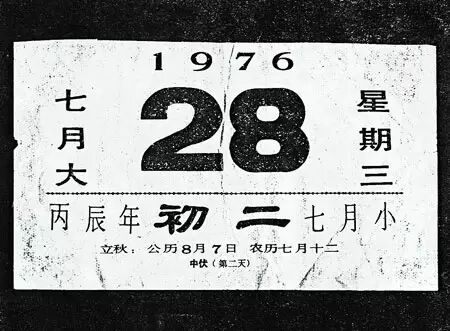 1976
七月大 28 星期三
丙辰年 初二 七月小
立秋：公历8月7日 农历七月十二
中伏（第二天）